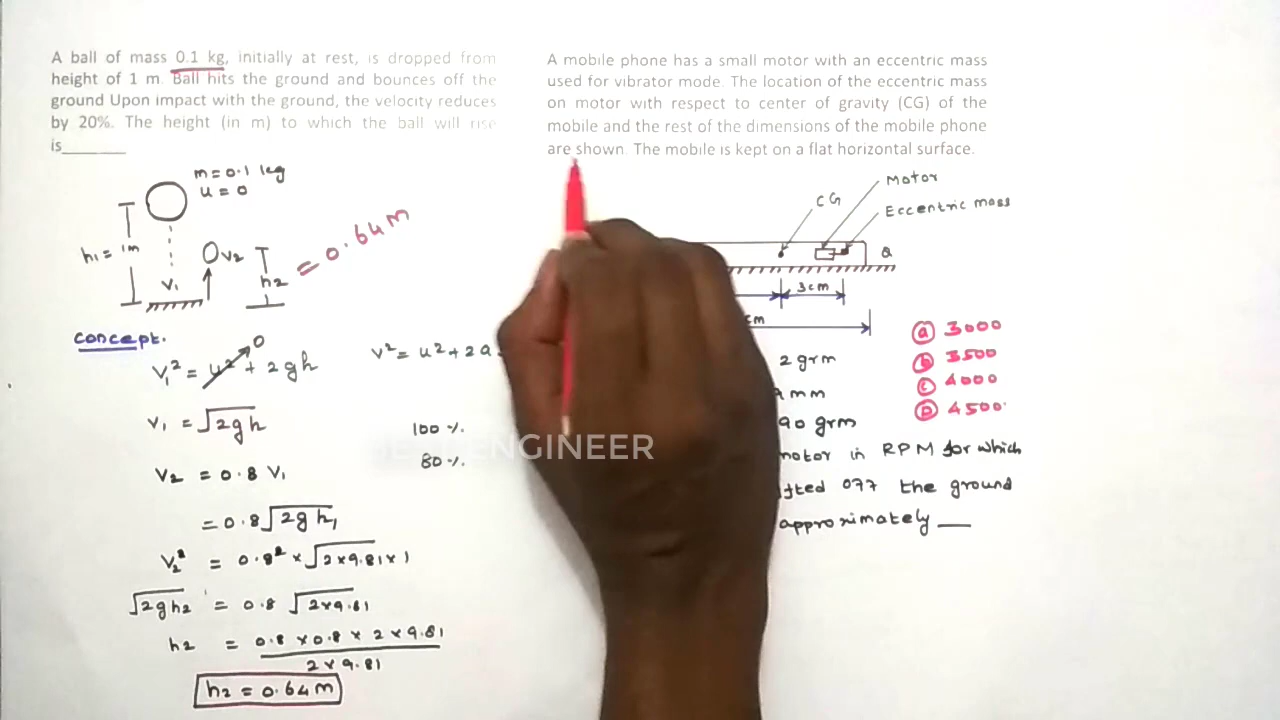 A ball of mass 0.1 kg, initially at rest, is dropped from
height of 1 m. Ball hits the ground and bounces off the
ground Upon impact with the ground, the velocity reduces
by 20%. The height (in m) to which the ball will rise
is_______
m = 0.1 kg
u = 0
h1 = 1m
V1
V2
h2 = 0.64 m
concept.
V1² = u² + 2gh
0
V² = u² + 2a
V1 = √2gh
100 %.
V2 = 0.8 V1
80 %.
= 0.8 √2gh1
V2² = 0.8² × √2×9.81×1
√2gh2 = 0.8 √2×9.81
h2 = 0.8 × 0.8 × 2 × 9.81
2 × 9.81
h2 = 0.64 m
A mobile phone has a small motor with an eccentric mass
used for vibrator mode. The location of the eccentric mass
on motor with respect to center of gravity (CG) of the
mobile and the rest of the dimensions of the mobile phone
are shown. The mobile is kept on a flat horizontal surface.
CG
Motor
Eccentric mass
Q
3cm
cm
a 3000
b 3500
c 4000
D 4500
2 grm
mm
90 grm
motor in RPM for which
the ground
approximately __
ENGINEER